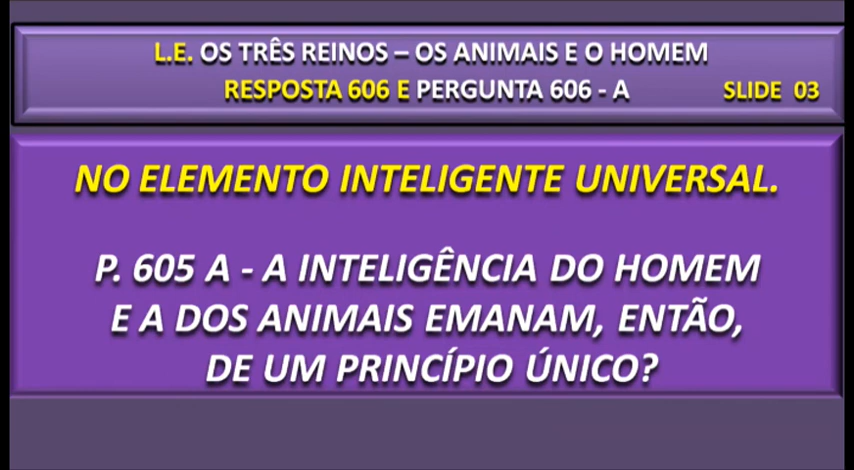 L.E. OS TRÊS REINOS – OS ANIMAIS E O HOMEM
RESPOSTA 606 E PERGUNTA 606 - A SLIDE 03
NO ELEMENTO INTELIGENTE UNIVERSAL.
P. 605 A - A INTELIGÊNCIA DO HOMEM
E A DOS ANIMAIS EMANAM, ENTÃO,
DE UM PRINCÍPIO ÚNICO?